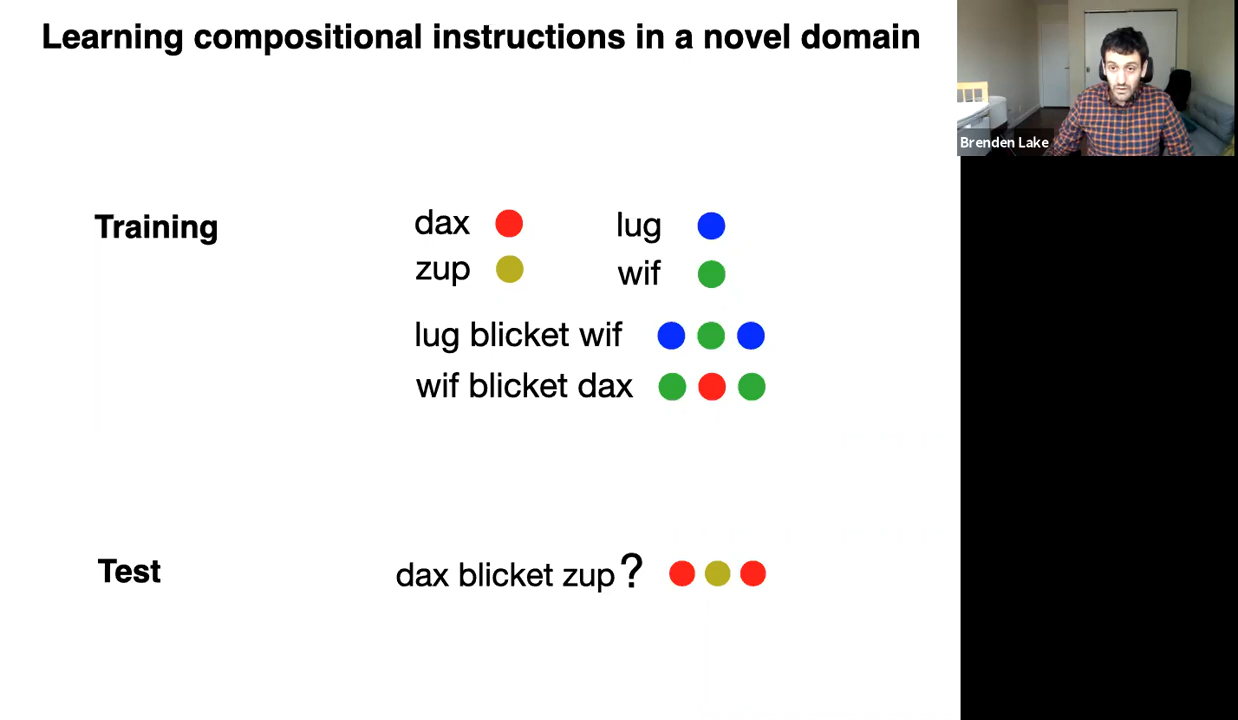 Learning compositional instructions in a novel domain
Brenden Lake
Training
dax
lug
zup
wif
lug blicket wif
wif blicket dax
Test
dax blicket zup?